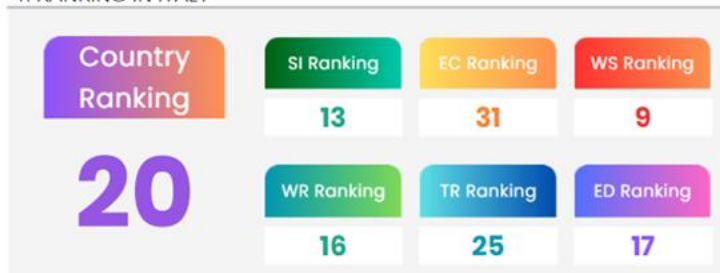 Country
Ranking
20
SI Ranking
13
EC Ranking
31
WS Ranking
9
WR Ranking
16
TR Ranking
25
ED Ranking
17